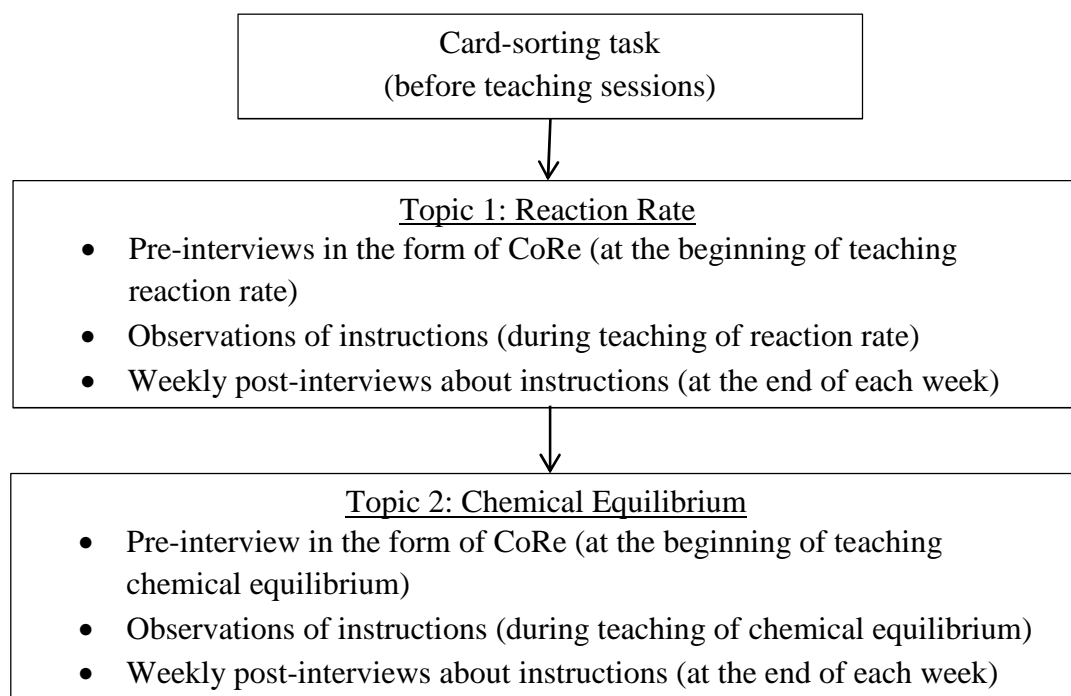 Card-sorting task
(before teaching sessions)
Topic 1: Reaction Rate
• Pre-interviews in the form of CoRe (at the beginning of teaching
reaction rate)
• Observations of instructions (during teaching of reaction rate)
• Weekly post-interviews about instructions (at the end of each week)
Topic 2: Chemical Equilibrium
• Pre-interview in the form of CoRe (at the beginning of teaching
chemical equilibrium)
• Observations of instructions (during teaching of chemical equilibrium)
• Weekly post-interviews about instructions (at the end of each week)